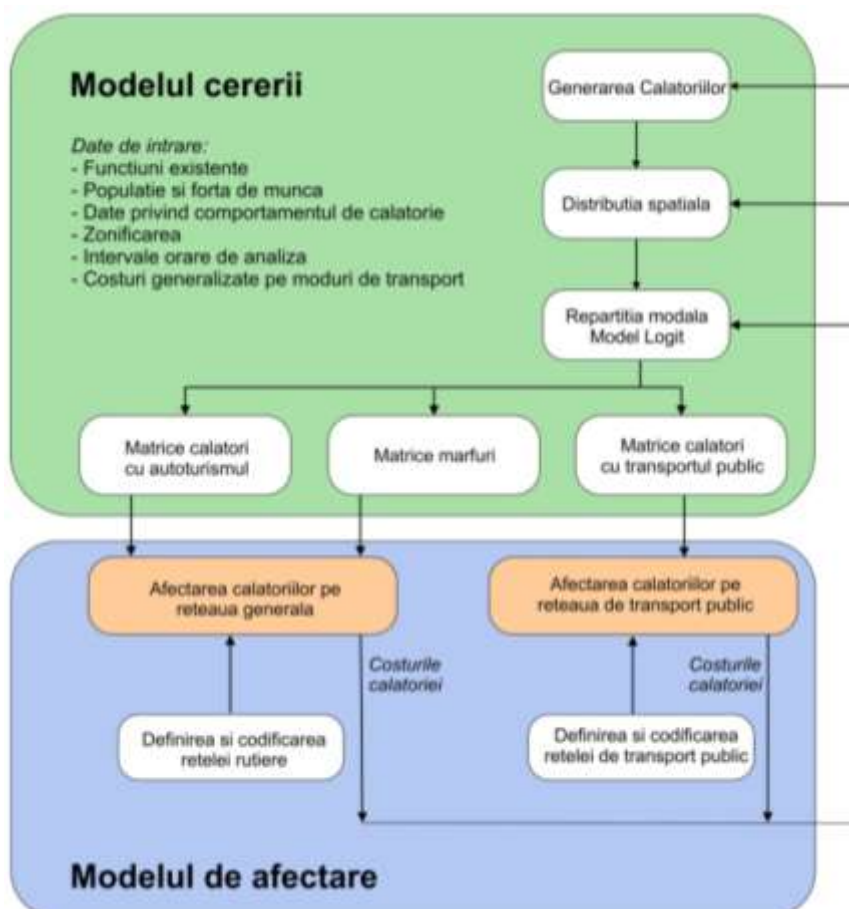 Modelul cererii
Date de intrare:
- Functiuni existente
- Populatie si forta de munca
- Date privind comportamentul de calatorie
- Zonificarea
- Intervale orare de analiza
- Costuri generalizate pe moduri de transport
Generarea Calatoriilor
Distributia spatiala
Repartitia modala
Model Logit
Matrice calatori
cu autoturismul
Matrice marfuri
Matrice calatori
cu transportul public
Afectarea calatoriilor pe
reteaua generala
Afectarea calatoriilor pe
reteaua de transport public
Costurile
calatoriei
Costurile
calatoriei
Definirea si codificarea
retelei rutiere
Definirea si codificarea
retelei de transport public
Modelul de afectare